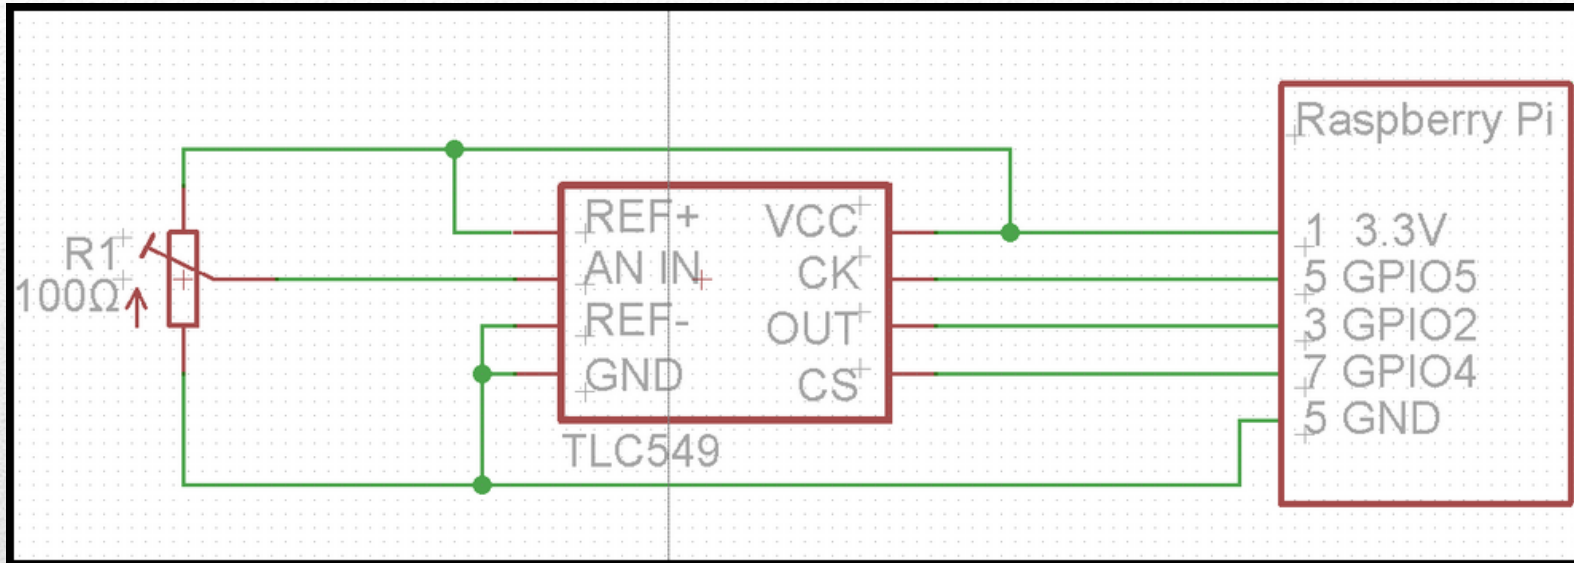 Raspberry Pi
R1
100Ω
REF+
AN IN
REF-
GND
VCC
CK
OUT
CS
TLC549
1 3.3V
5 GPIO5
3 GPIO2
7 GPIO4
5 GND